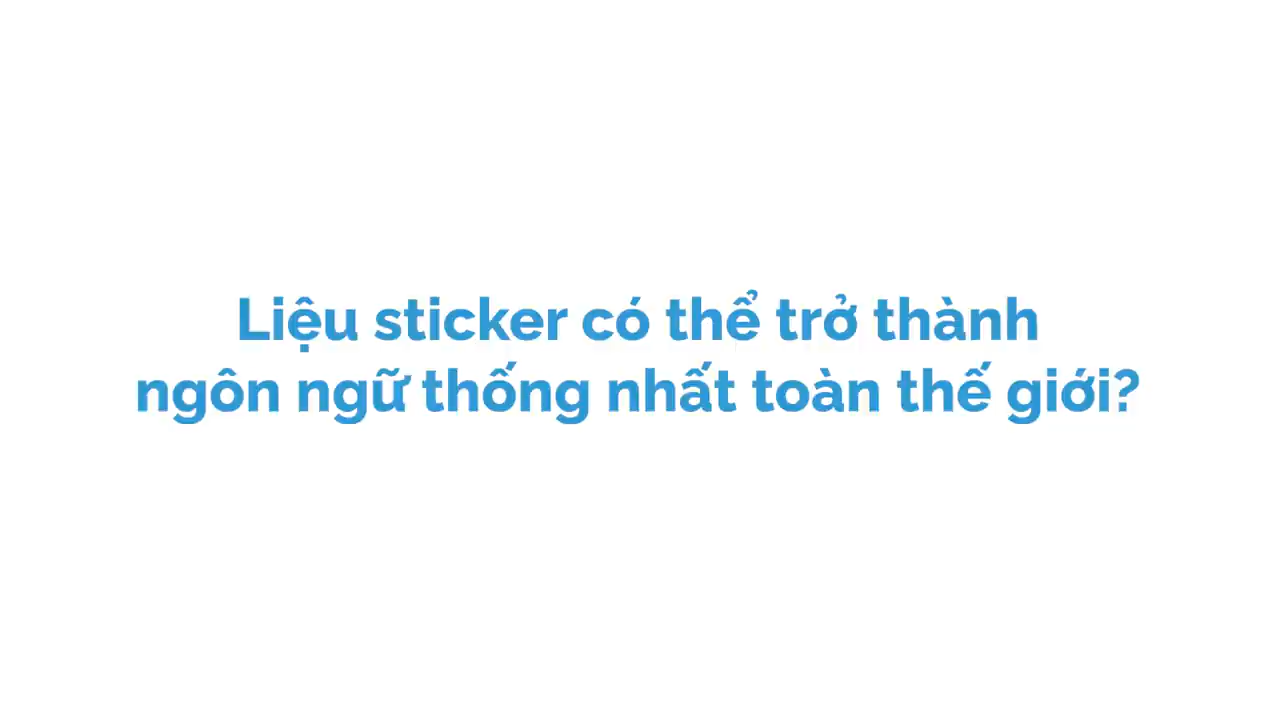 Liệu sticker có thể trở thành
ngôn ngữ thống nhất toàn thế giới?